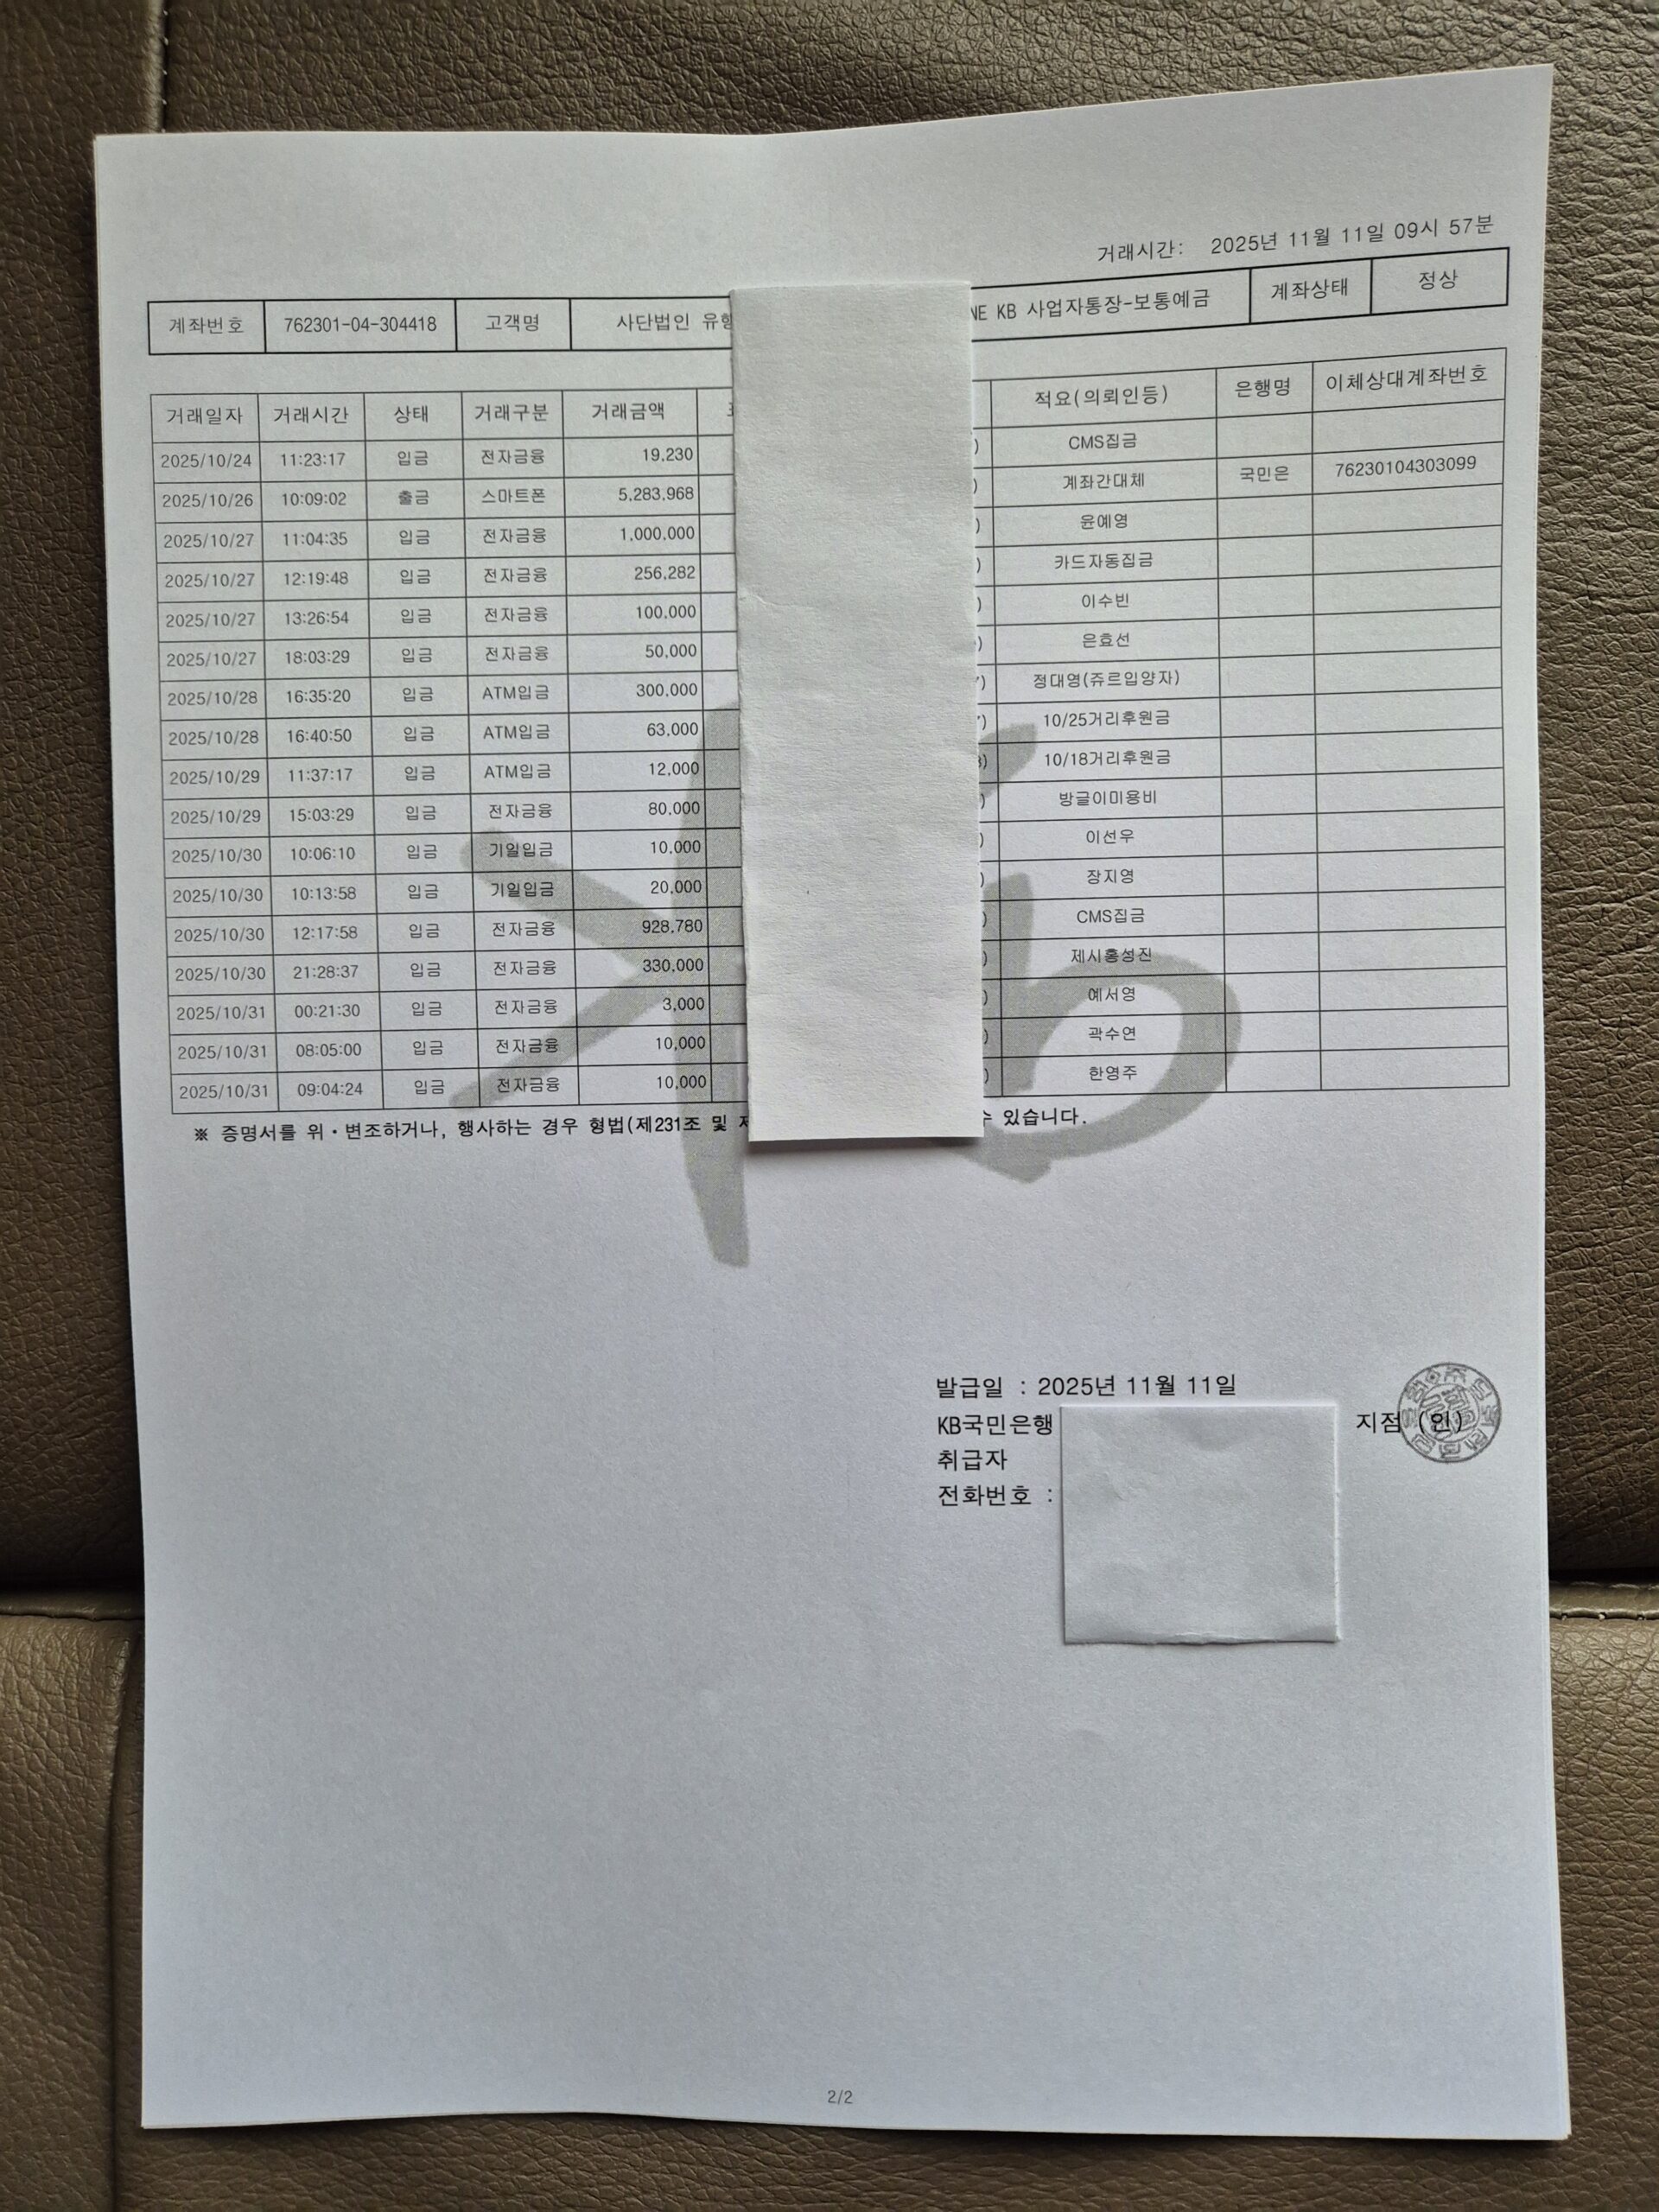 거래시간: 2025년 11월 11일 09시 57분
계좌번호 762301-04-304418 고객명 사단법인 유행 NE KB 사업자통장-보통예금 계좌상태 정상
거래일자 거래시간 상태 거래구분 거래금액 적요(의뢰인등) 은행명 이체상대계좌번호
2025/10/24 11:23:17 입금 전자금융 19,230 CMS집금
2025/10/26 10:09:02 출금 스마트폰 5,283,968 계좌간대체 국민은 76230104303099
2025/10/27 11:04:35 입금 전자금융 1,000,000 윤예영
2025/10/27 12:19:48 입금 전자금융 256,282 카드자동집금
2025/10/27 13:26:54 입금 전자금융 100,000 이수빈
2025/10/27 18:03:29 입금 전자금융 50,000 은효선
2025/10/28 16:35:20 입금 ATM입금 300,000 정대영(쥬르입양자)
2025/10/28 16:40:50 입금 ATM입금 63,000 10/25거리후원금
2025/10/29 11:37:17 입금 ATM입금 12,000 10/18거리후원금
2025/10/29 15:03:29 입금 전자금융 80,000 방글이미용비
2025/10/30 10:06:10 입금 기일입금 10,000 이선우
2025/10/30 10:13:58 입금 기일입금 20,000 장지영
2025/10/30 12:17:58 입금 전자금융 928,780 CMS집금
2025/10/30 21:28:37 입금 전자금융 330,000 제시홍성진
2025/10/31 00:21:30 입금 전자금융 3,000 예서영
2025/10/31 08:05:00 입금 전자금융 10,000 곽수연
2025/10/31 09:04:24 입금 전자금융 10,000 한영주
※ 증명서를 위·변조하거나, 행사하는 경우 형법(제231조 및 수 있습니다.
발급일 : 2025년 11월 11일
KB국민은행 지점 (인)
취급자
전화번호 :
2/2